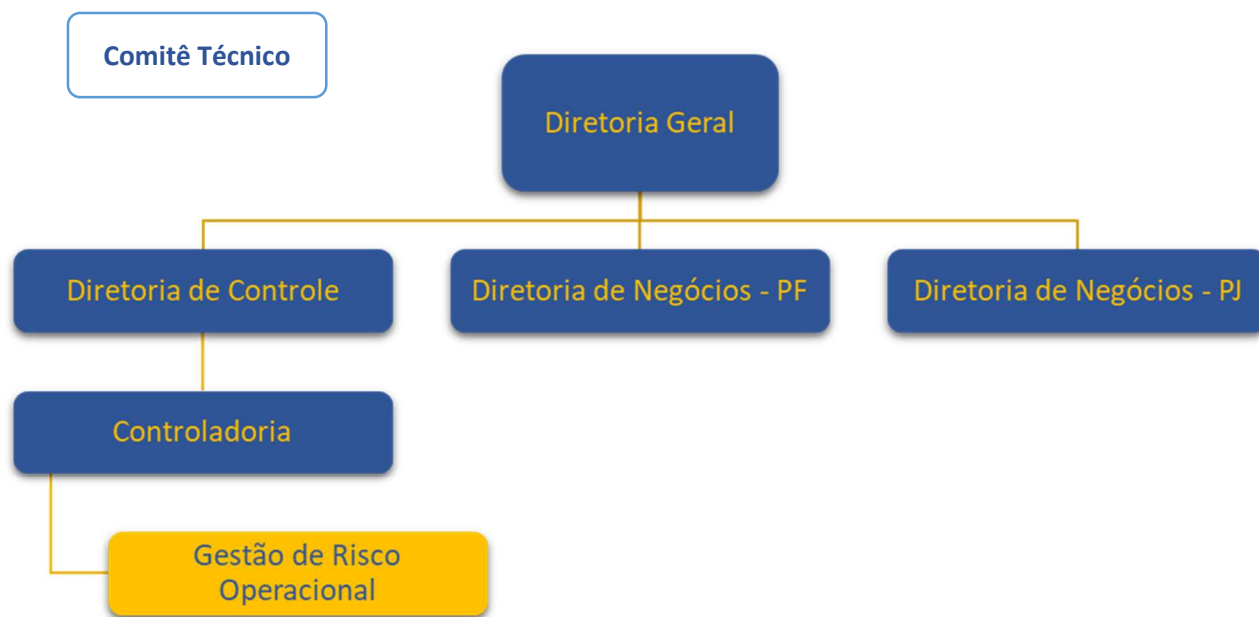 Comitê Técnico
Diretoria Geral
Diretoria de Controle
Diretoria de Negócios - PF
Diretoria de Negócios - PJ
Controladoria
Gestão de Risco
Operacional